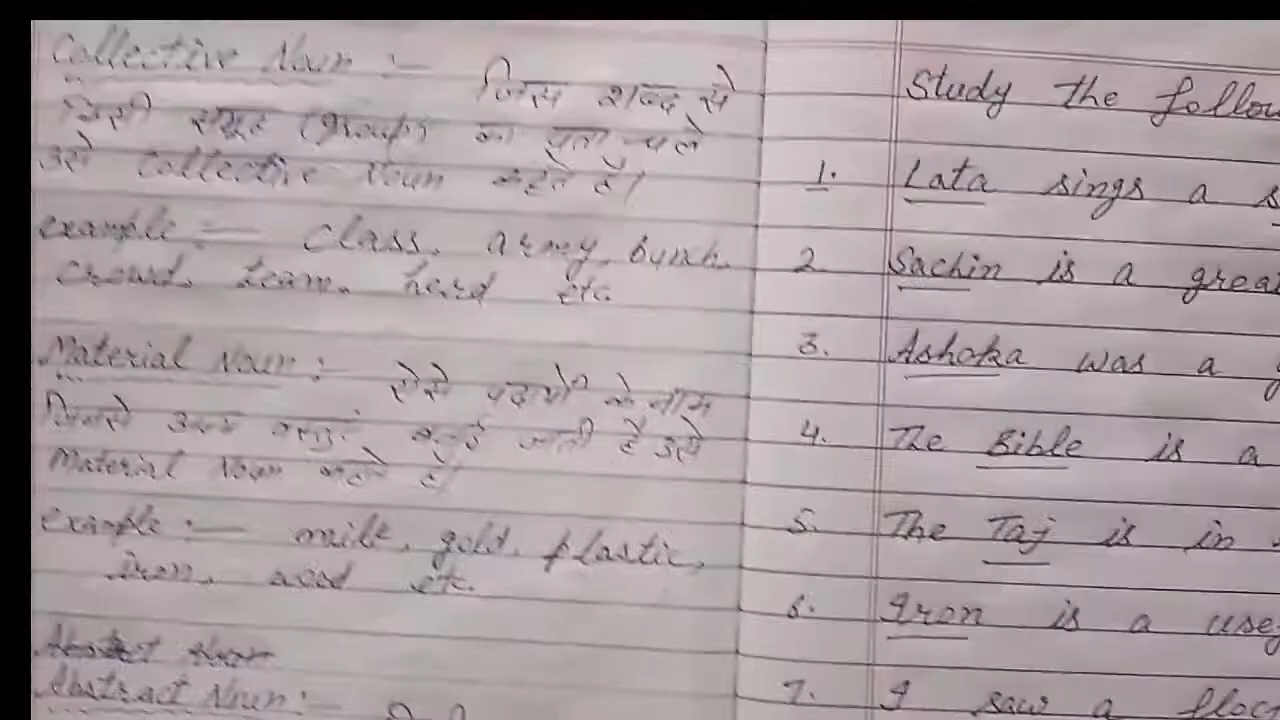 Collective Noun :- जिस शब्द से
किसी समूह (group) का पता चले
उसे Collective Noun कहते हैं।
example :- class, army, bunch
crowd, team, herd etc.
Material Noun :- ऐसे पदार्थो के नाम
जिनसे अन्य वस्तुएं बनाई जाती है उसे
Material Noun कहते है।
example :- milk, gold, plastic,
iron, etc.
Abstract Noun :-
Study the follow
1. Lata sings a s
2. Sachin is a great
3. Ashoka was a g
4. The Bible is a
5. The Taj is in
6. Iron is a usef
7. I saw a floc